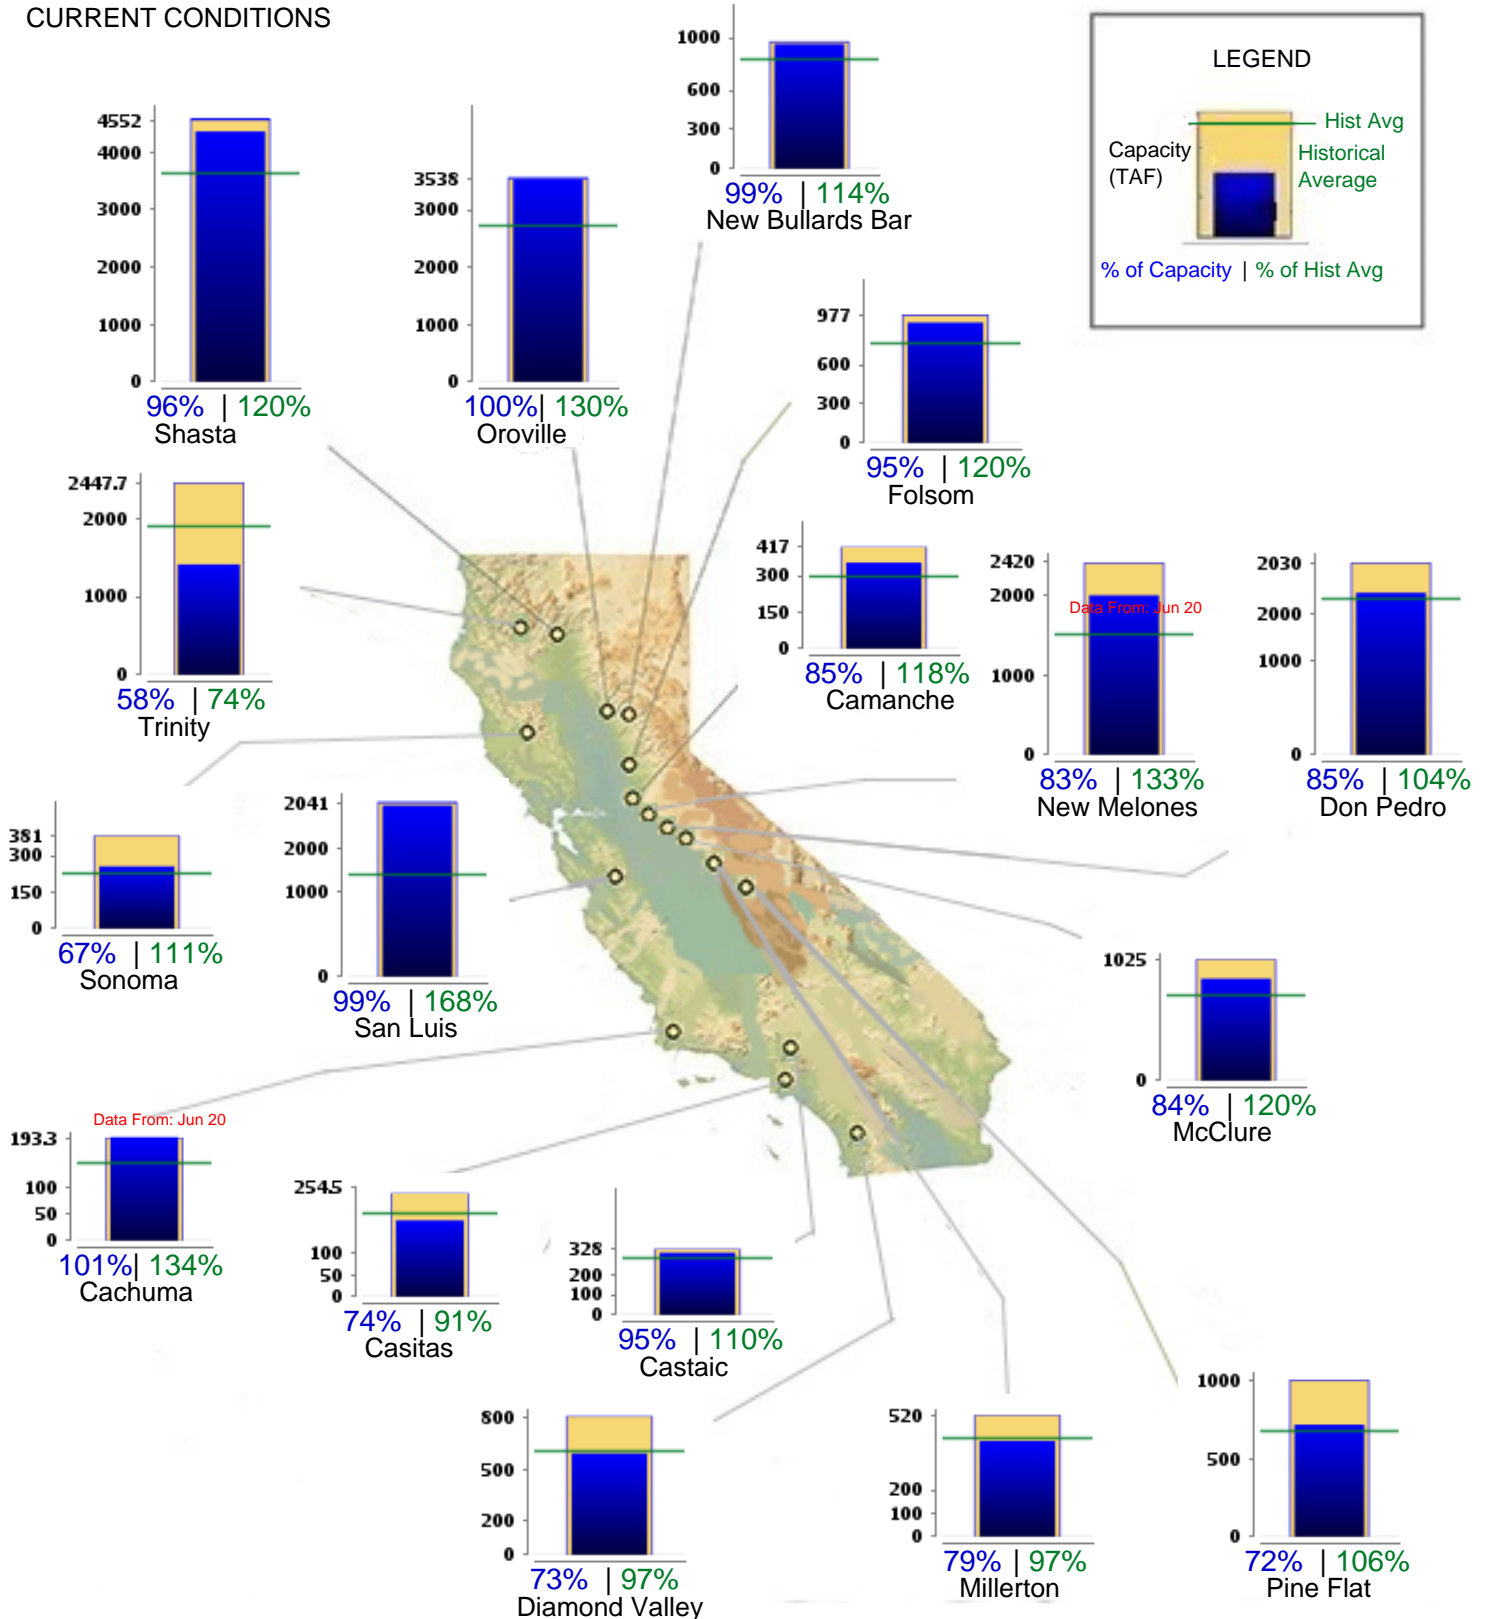 CURRENT CONDITIONS
LEGEND
Hist Avg
Capacity
(TAF)
Historical
Average
% of Capacity | % of Hist Avg
1000
600
300
0
99% | 114%
New Bullards Bar
4552
4000
3000
2000
1000
0
96% | 120%
Shasta
3538
3000
2000
1000
0
100% | 130%
Oroville
977
600
300
0
95% | 120%
Folsom
2447.7
2000
1000
0
58% | 74%
Trinity
417
300
150
0
85% | 118%
Camanche
2420
2000
1000
0
Data From: Jun 20
83% | 133%
New Melones
2030
2000
1000
0
85% | 104%
Don Pedro
381
300
150
0
67% | 111%
Sonoma
2041
2000
1000
0
99% | 168%
San Luis
1025
0
84% | 120%
McClure
Data From: Jun 20
193.3
100
50
0
101% | 134%
Cachuma
254.5
100
50
0
74% | 91%
Casitas
328
200
100
0
95% | 110%
Castaic
800
500
200
0
73% | 97%
Diamond Valley
520
200
100
0
79% | 97%
Millerton
1000
500
0
72% | 106%
Pine Flat